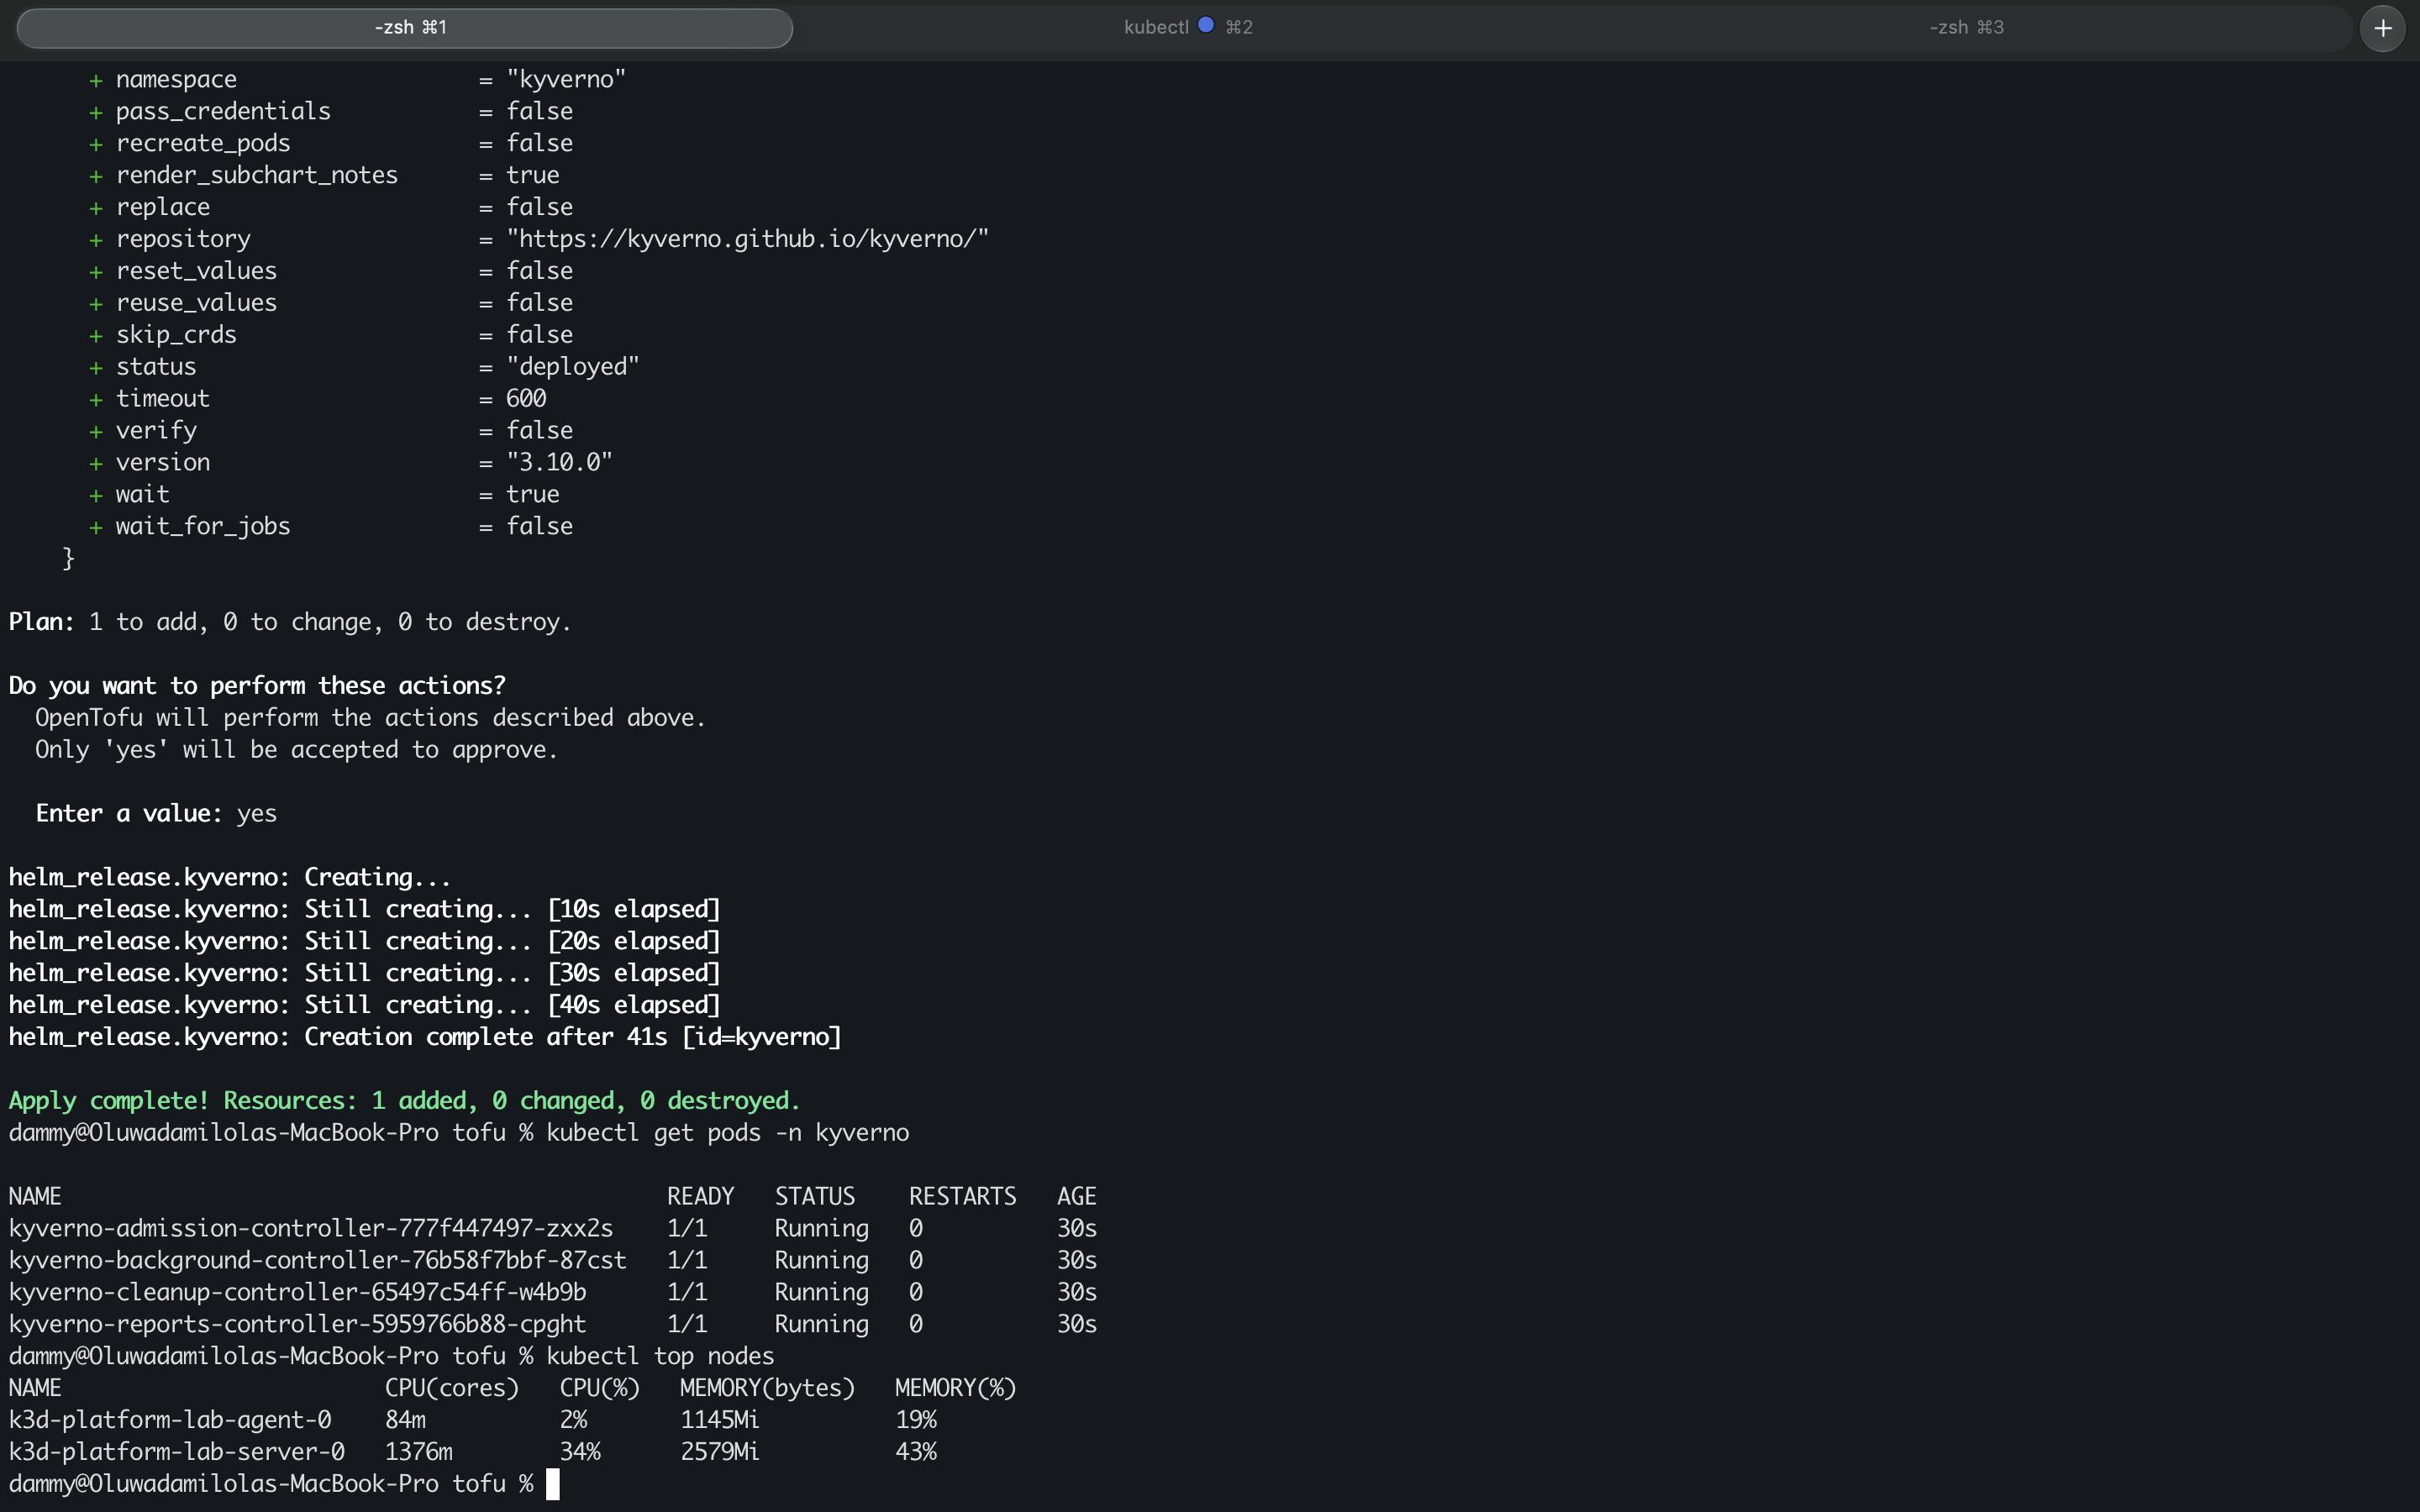 -zsh ⌘1
kubectl ⌘2
-zsh ⌘3
+
+ namespace = "kyverno"
+ pass_credentials = false
+ recreate_pods = false
+ render_subchart_notes = true
+ replace = false
+ repository = "https://kyverno.github.io/kyverno/"
+ reset_values = false
+ reuse_values = false
+ skip_crds = false
+ status = "deployed"
+ timeout = 600
+ verify = false
+ version = "3.10.0"
+ wait = true
+ wait_for_jobs = false
}
Plan: 1 to add, 0 to change, 0 to destroy.
Do you want to perform these actions?
OpenTofu will perform the actions described above.
Only 'yes' will be accepted to approve.
Enter a value: yes
helm_release.kyverno: Creating...
helm_release.kyverno: Still creating... [10s elapsed]
helm_release.kyverno: Still creating... [20s elapsed]
helm_release.kyverno: Still creating... [30s elapsed]
helm_release.kyverno: Still creating... [40s elapsed]
helm_release.kyverno: Creation complete after 41s [id=kyverno]
Apply complete! Resources: 1 added, 0 changed, 0 destroyed.
dammy@Oluwadamilolas-MacBook-Pro tofu % kubectl get pods -n kyverno
NAME READY STATUS RESTARTS AGE
kyverno-admission-controller-777f447497-zxx2s 1/1 Running 0 30s
kyverno-background-controller-76b58f7bbf-87cst 1/1 Running 0 30s
kyverno-cleanup-controller-65497c54ff-w4b9b 1/1 Running 0 30s
kyverno-reports-controller-5959766b88-cpght 1/1 Running 0 30s
dammy@Oluwadamilolas-MacBook-Pro tofu % kubectl top nodes
NAME CPU(cores) CPU(%) MEMORY(bytes) MEMORY(%)
k3d-platform-lab-agent-0 84m 2% 1145Mi 19%
k3d-platform-lab-server-0 1376m 34% 2579Mi 43%
dammy@Oluwadamilolas-MacBook-Pro tofu %